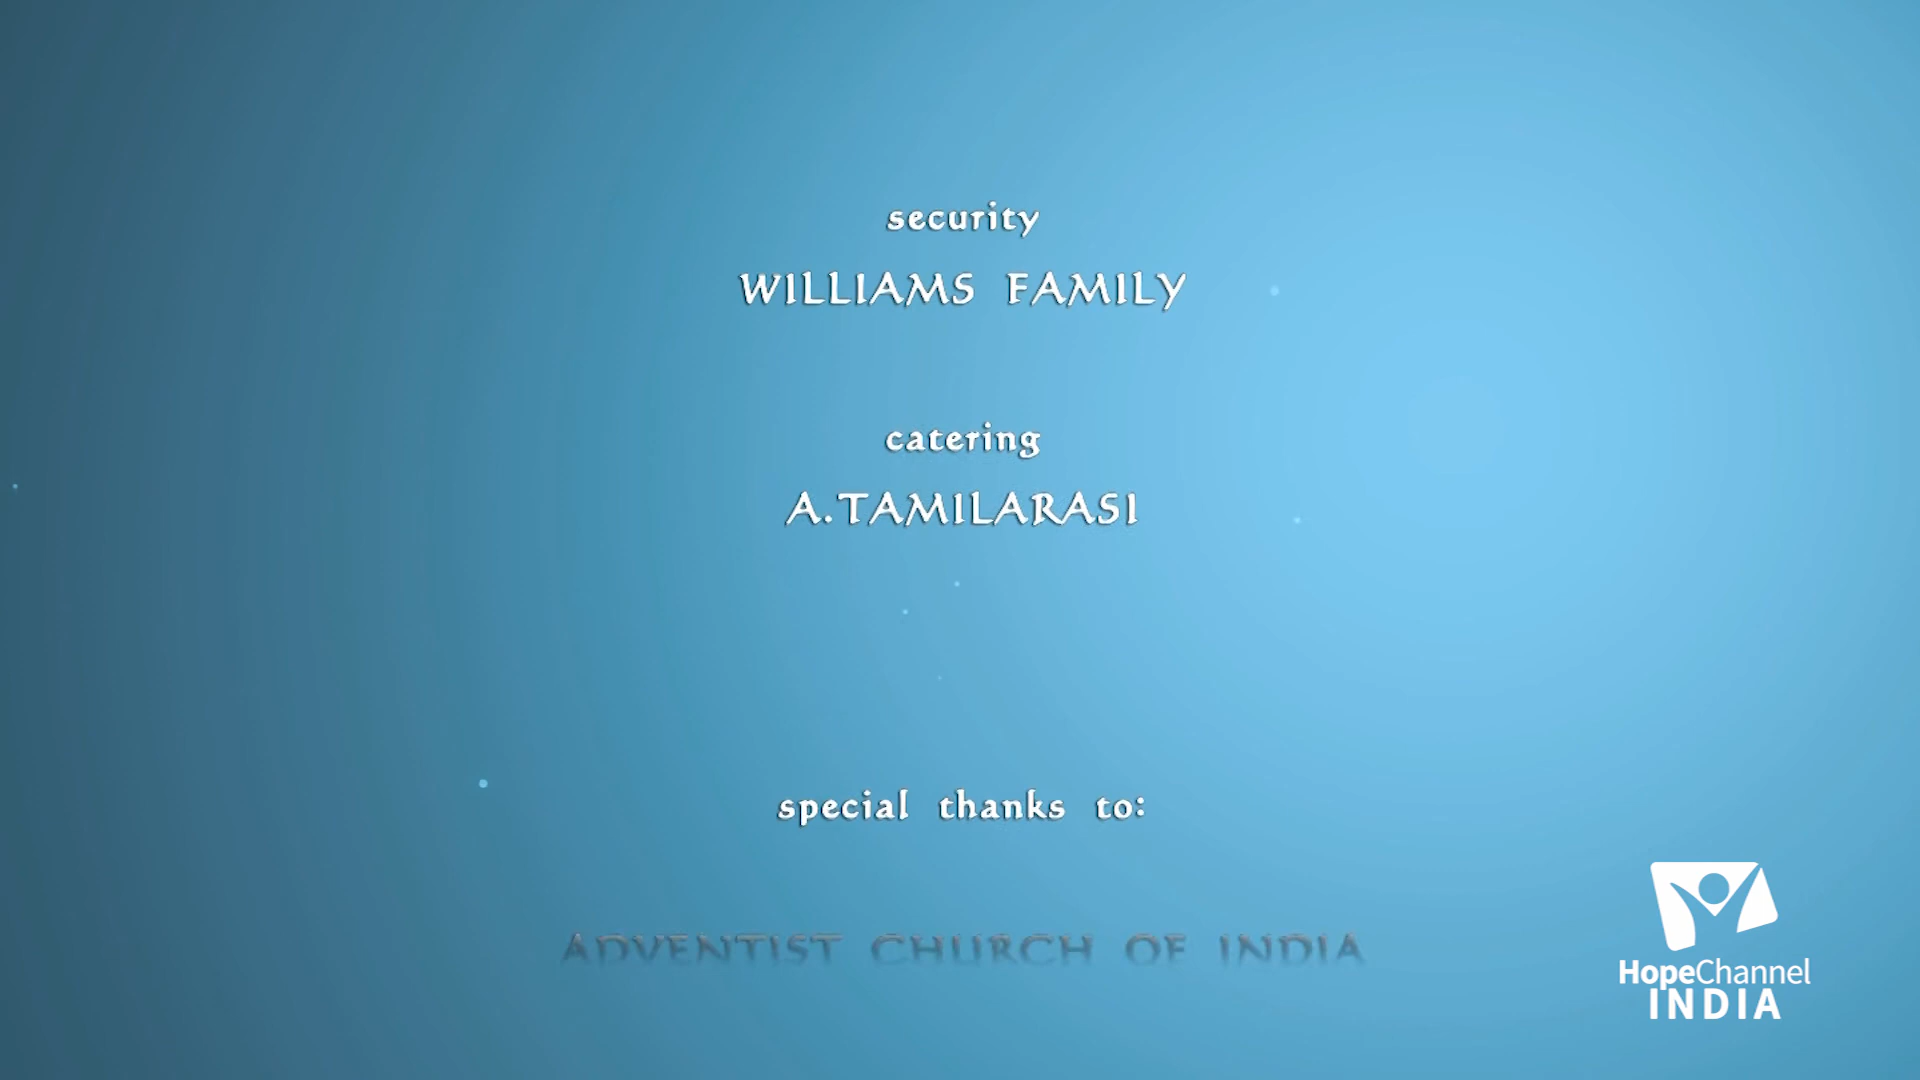 security
WILLIAMS FAMILY
catering
A.TAMILARASI
special thanks to:
ADVENTIST CHURCH OF INDIA
HopeChannel
INDIA